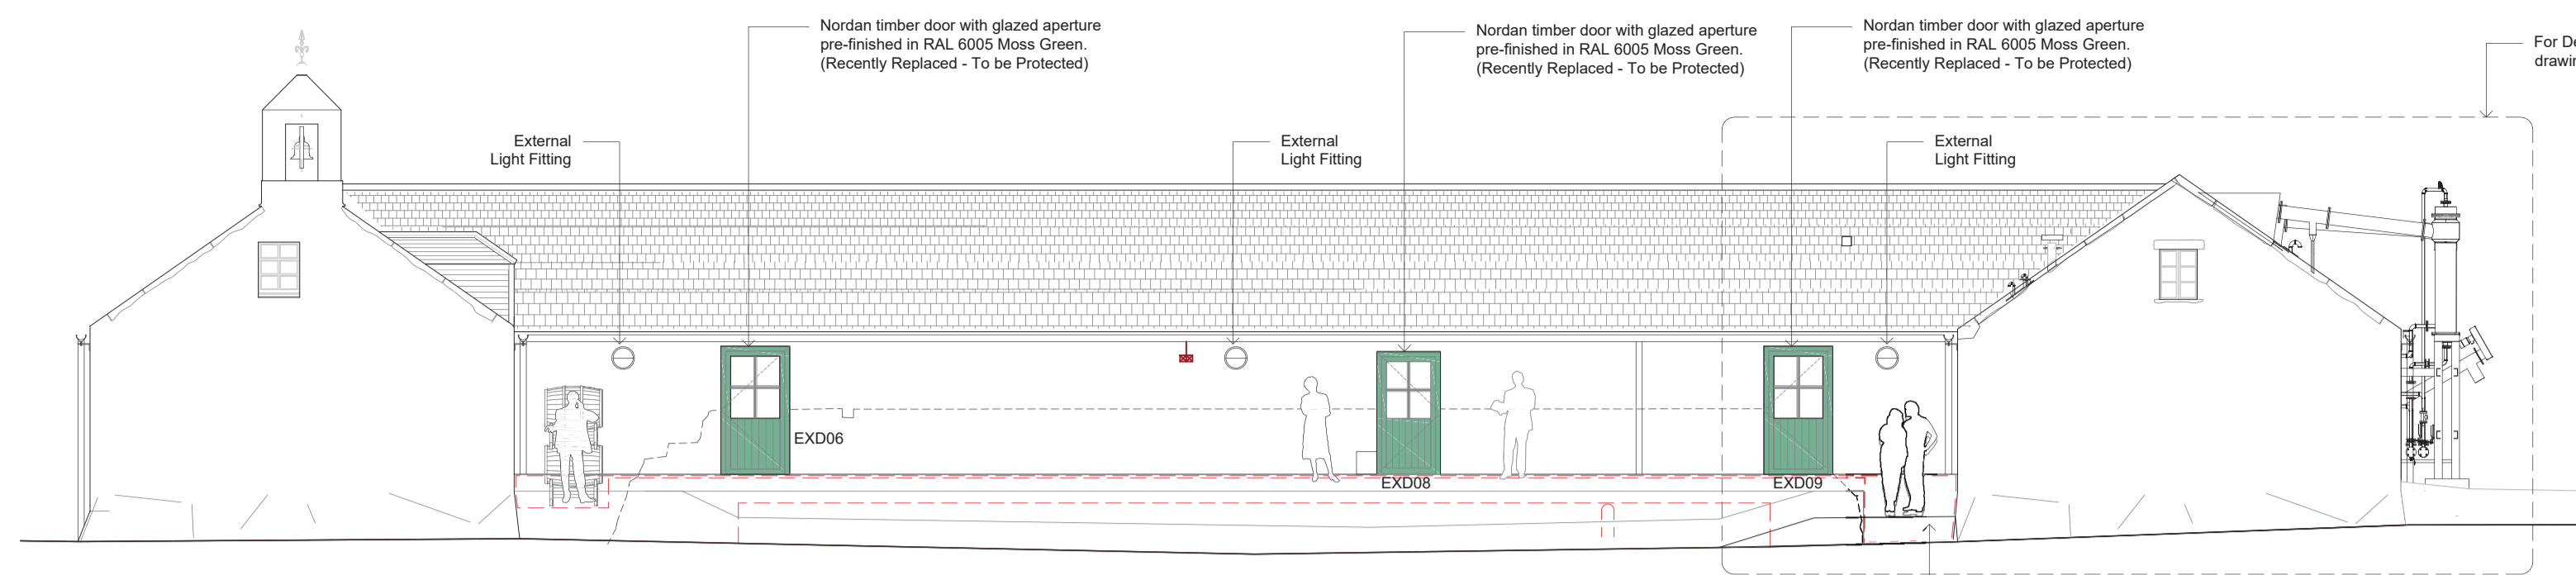 Nordan timber door with glazed aperture
pre-finished in RAL 6005 Moss Green.
(Recently Replaced - To be Protected)
Nordan timber door with glazed aperture
pre-finished in RAL 6005 Moss Green.
(Recently Replaced - To be Protected)
Nordan timber door with glazed aperture
pre-finished in RAL 6005 Moss Green.
(Recently Replaced - To be Protected)
For
External
Light Fitting
External
Light Fitting
External
Light Fitting
EXD06
EXD08
EXD09